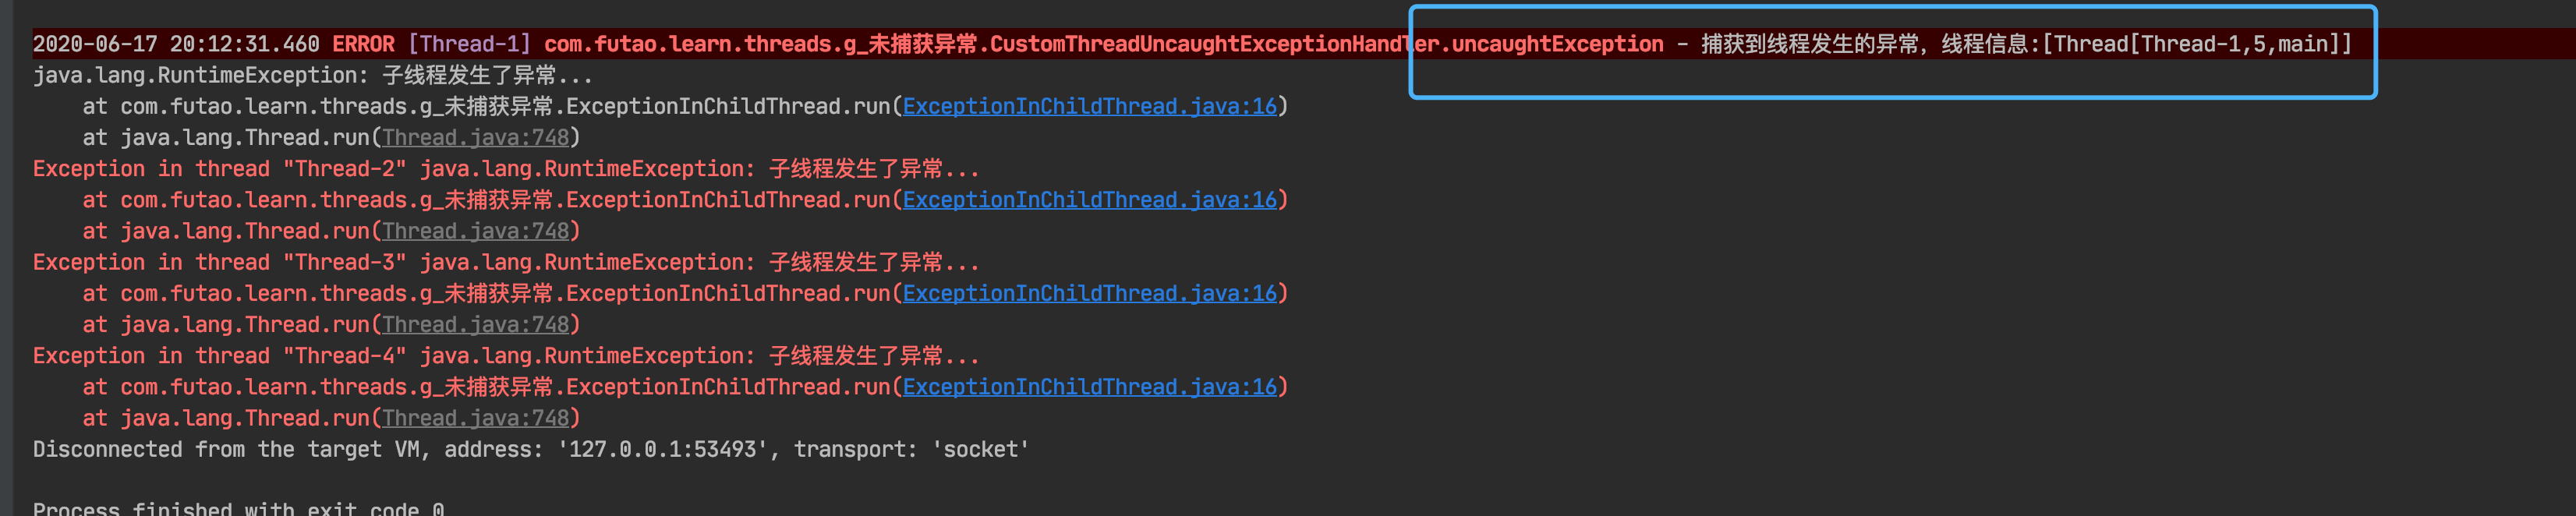 2020-06-17 20:12:31.460 ERROR [Thread-1] com.futao.learn.threads.g_未捕获异常.CustomThreadUncaughtExceptionHandler.uncaughtException - 捕获到线程发生的异常, 线程信息:[Thread[Thread-1,5,main]]
java.lang.RuntimeException: 子线程发生了异常...
    at com.futao.learn.threads.g_未捕获异常.ExceptionInChildThread.run(ExceptionInChildThread.java:16)
    at java.lang.Thread.run(Thread.java:748)
Exception in thread "Thread-2" java.lang.RuntimeException: 子线程发生了异常...
    at com.futao.learn.threads.g_未捕获异常.ExceptionInChildThread.run(ExceptionInChildThread.java:16)
    at java.lang.Thread.run(Thread.java:748)
Exception in thread "Thread-3" java.lang.RuntimeException: 子线程发生了异常...
    at com.futao.learn.threads.g_未捕获异常.ExceptionInChildThread.run(ExceptionInChildThread.java:16)
    at java.lang.Thread.run(Thread.java:748)
Exception in thread "Thread-4" java.lang.RuntimeException: 子线程发生了异常...
    at com.futao.learn.threads.g_未捕获异常.ExceptionInChildThread.run(ExceptionInChildThread.java:16)
    at java.lang.Thread.run(Thread.java:748)
Disconnected from the target VM, address: '127.0.0.1:53493', transport: 'socket'
Process finished with exit code 0